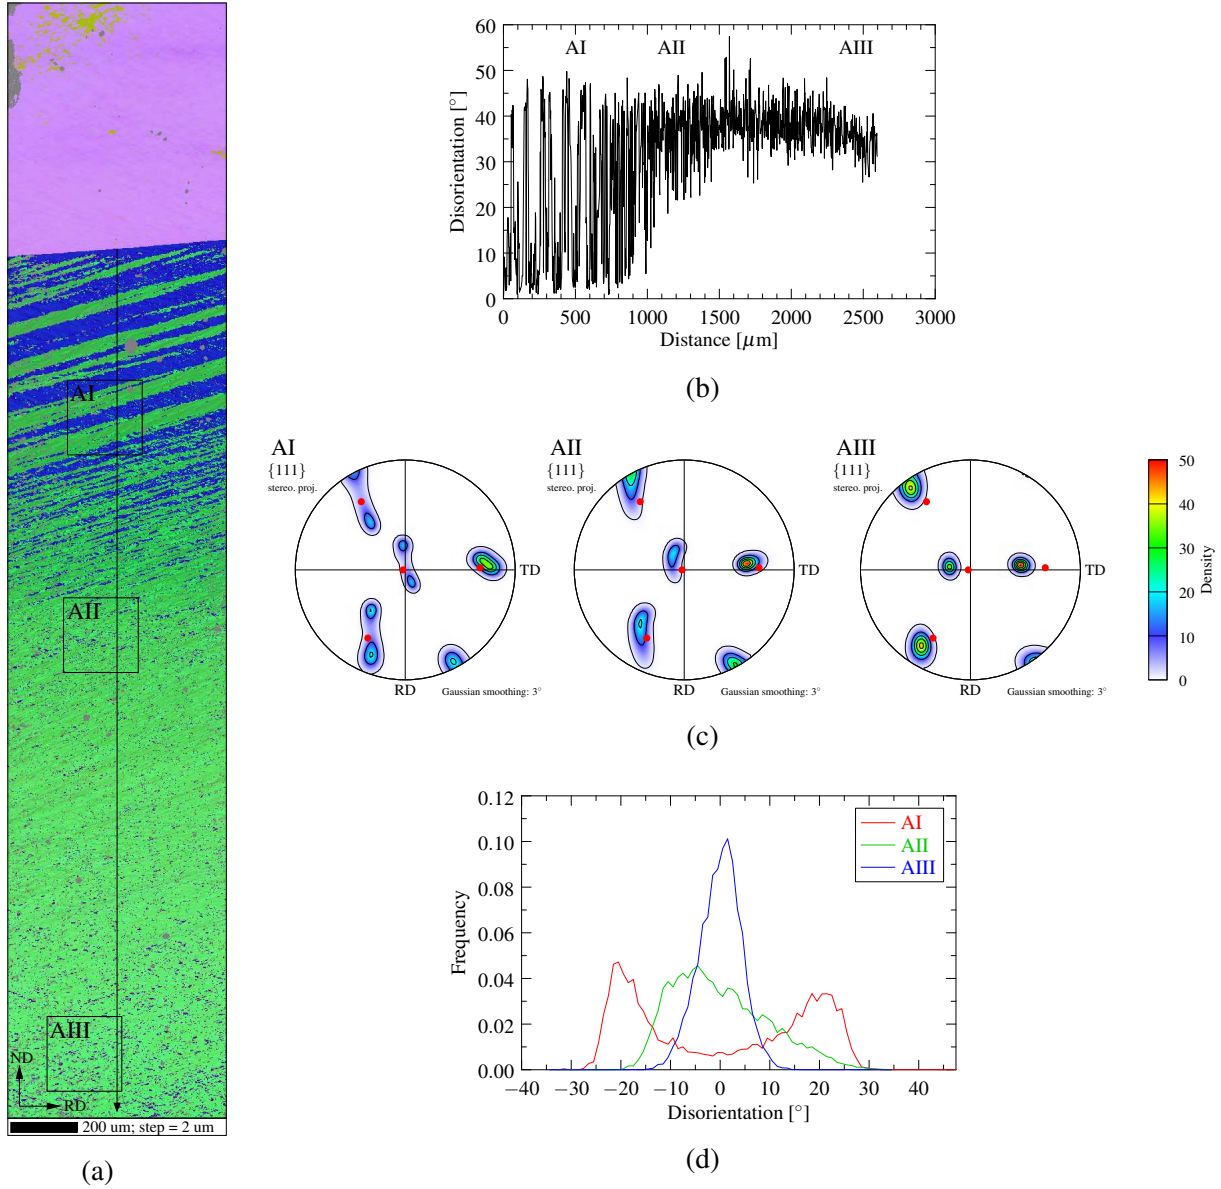 AI
AII
AIII
ND
RD
200 um; step = 2 um
(a)
60
50
40
30
20
10
0
Disorientation [°]
AI AII AIII
0 500 1000 1500 2000 2500 3000
Distance [μm]
(b)
AI
{111}
stereo. proj.
TD
RD
Gaussian smoothing: 3°
AII
{111}
stereo. proj.
TD
RD
Gaussian smoothing: 3°
AIII
{111}
stereo. proj.
TD
RD
Gaussian smoothing: 3°
50
40
30
20
10
0
Density
(c)
0.12
0.10
0.08
0.06
0.04
0.02
0.00
Frequency
AI
AII
AIII
−40 −30 −20 −10 0 10 20 30 40
Disorientation [°]
(d)